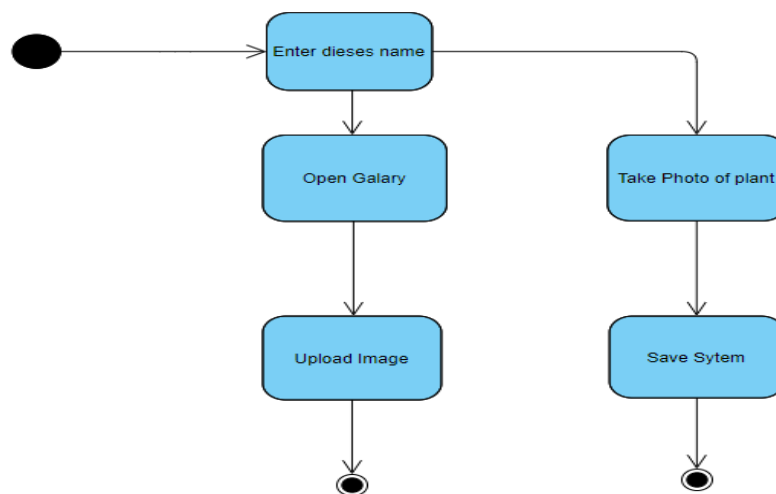 Enter dieses name
Open Galary
Take Photo of plant
Upload Image
Save Sytem